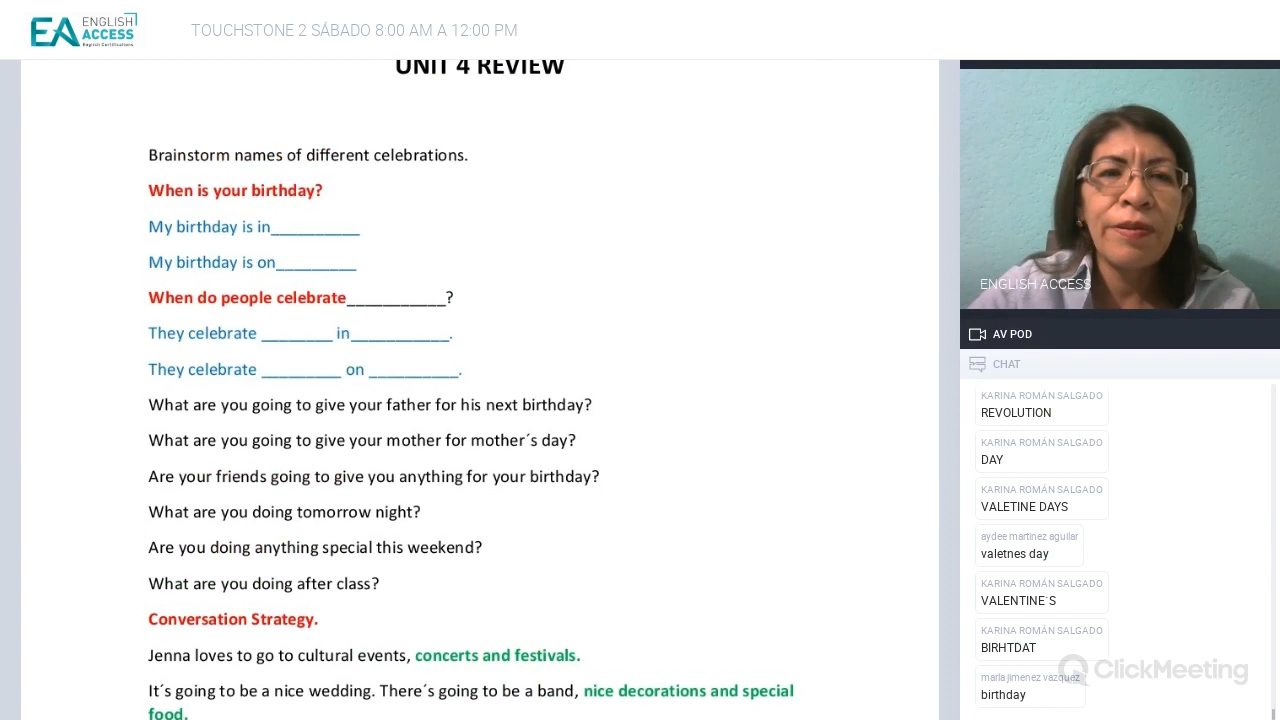 EA ENGLISH ACCESS
English Certifications
TOUCHSTONE 2 SÁBADO 8:00 AM A 12:00 PM
UNIT 4 REVIEW
Brainstorm names of different celebrations.
When is your birthday?
My birthday is in__________
My birthday is on_________
When do people celebrate___________?
They celebrate ________ in___________.
They celebrate _________ on __________.
What are you going to give your father for his next birthday?
What are you going to give your mother for mother´s day?
Are your friends going to give you anything for your birthday?
What are you doing tomorrow night?
Are you doing anything special this weekend?
What are you doing after class?
Conversation Strategy.
Jenna loves to go to cultural events, concerts and festivals.
It´s going to be a nice wedding. There´s going to be a band, nice decorations and special
food.
ENGLISH ACCESS
AV POD
CHAT
KARINA ROMÁN SALGADO
REVOLUTION
KARINA ROMÁN SALGADO
DAY
KARINA ROMÁN SALGADO
VALETINE DAYS
aydee martinez aguilar
valetnes day
KARINA ROMÁN SALGADO
VALENTINE´S
KARINA ROMÁN SALGADO
BIRHTDAT
marla jimenez vazquez
birthday
ClickMeeting